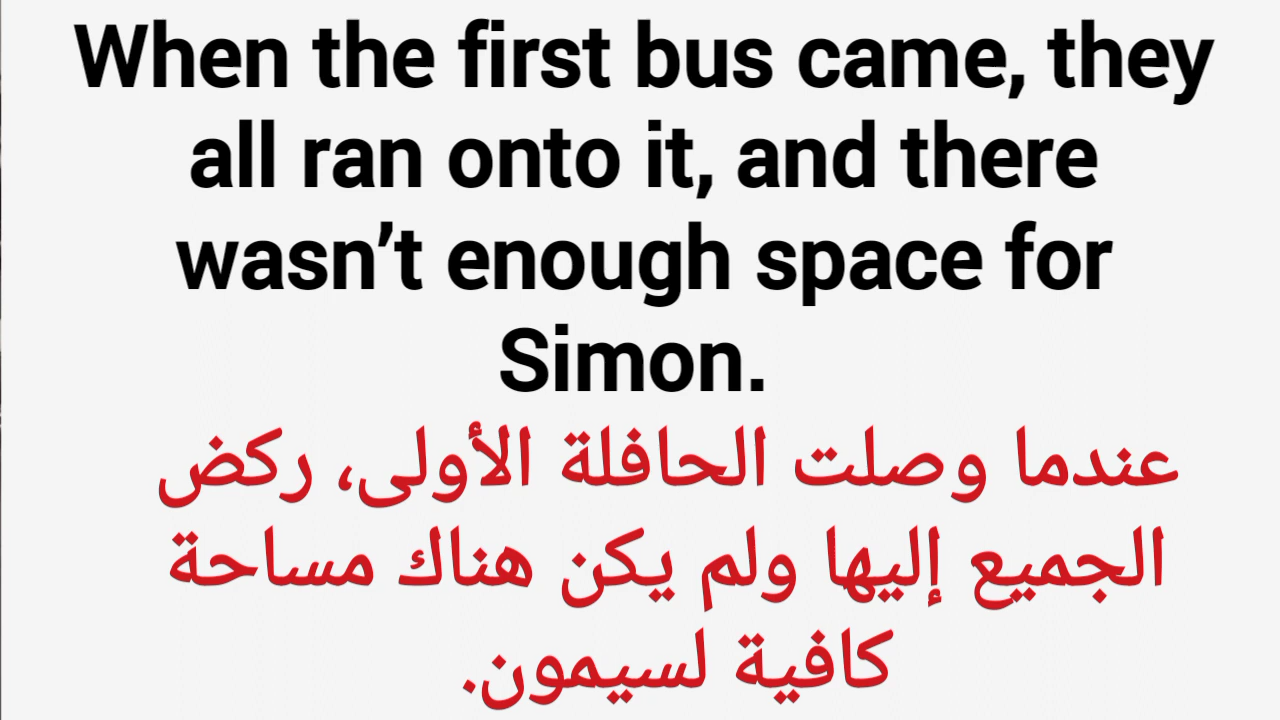 When the first bus came, they
all ran onto it, and there
wasn’t enough space for
Simon.
عندما وصلت الحافلة الأولى، ركض
الجميع إليها ولم يكن هناك مساحة
كافية لسيمون.